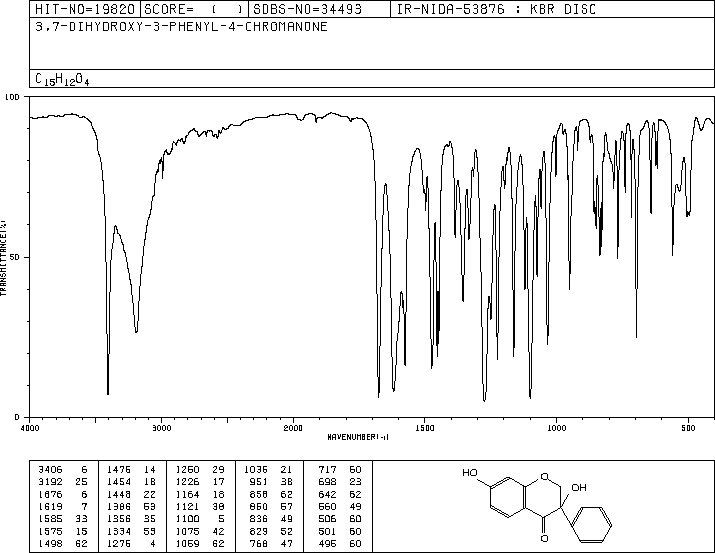 HIT-NO=19820 SCORE= ( ) SDBS-NO=34493 IR-NIDA-53876 : KBR DISC
3,7-DIHYDROXY-3-PHENYL-4-CHROMANONE
C15H12O4
100
50
0
TRANSMITTANCE(%)
4000 3000 2000 1500 1000 500
WAVENUMBER(-1)
3406 6 1476 14 1250 29 1036 21 717 60
3192 25 1454 18 1226 17 951 38 698 23
1676 6 1448 22 1164 18 858 62 642 62
1619 7 1386 53 1121 38 850 57 560 49
1585 33 1356 35 1100 5 836 49 506 60
1575 15 1334 59 1075 42 829 52 501 60
1498 62 1275 4 1059 62 768 47 495 60
HO
O
OH
O